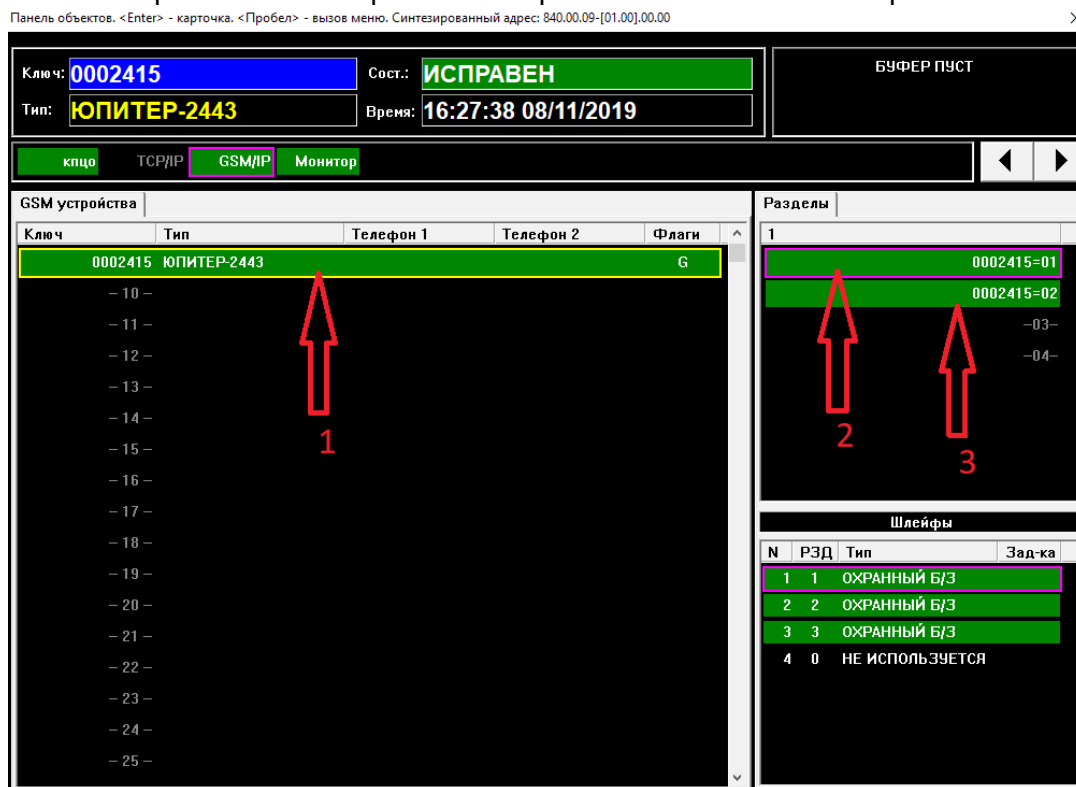 Панель объектов. <Enter> - карточка. <Пробел> - вызов меню. Синтезированный адрес: 840.00.09-[01.00].00.00
Ключ: 0002415 Сост.: ИСПРАВЕН
Тип: ЮПИТЕР-2443 Время: 16:27:38 08/11/2019
БУФЕР ПУСТ
кпцо TCP/IP GSM/IP Монитор
GSM устройства
Ключ Тип Телефон 1 Телефон 2 Флаги
0002415 ЮПИТЕР-2443 G
– 10 –
– 11 –
– 12 –
– 13 –
– 14 –
– 15 –
– 16 –
– 17 –
– 18 –
– 19 –
– 20 –
– 21 –
– 22 –
– 23 –
– 24 –
– 25 –
1
Разделы
1
0002415=01
0002415=02
–03–
–04–
2
3
Шлейфы
N РЗД Тип Зад-ка
1 1 ОХРАННЫЙ Б/З
2 2 ОХРАННЫЙ Б/З
3 3 ОХРАННЫЙ Б/З
4 0 НЕ ИСПОЛЬЗУЕТСЯ